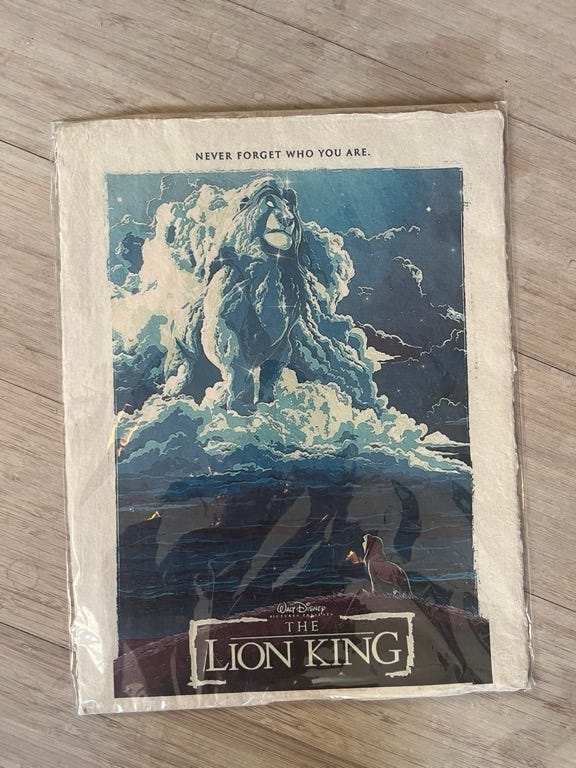 NEVER FORGET WHO YOU ARE.
WALT DISNEY
PICTURES PRESENTS
THE
LION KING